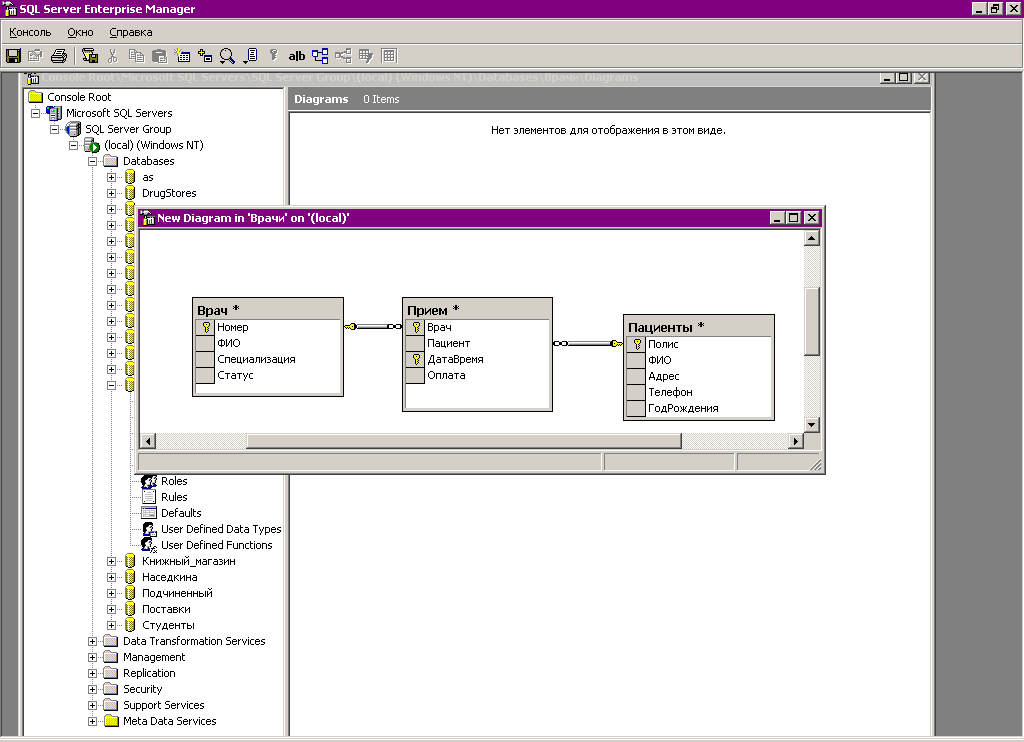 SQL Server Enterprise Manager
Консоль Окно Справка
alb
Console Root\Microsoft SQL Servers\SQL Server Group\(local) (Windows NT)\Databases\Врачи\Diagrams
Console Root
Diagrams 0 Items
Microsoft SQL Servers
Нет элементов для отображения в этом виде.
SQL Server Group
(local) (Windows NT)
Databases
as
DrugStores
New Diagram in 'Врачи' on '(local)'
Врач *
Номер
ФИО
Специализация
Статус
Прием *
Врач
Пациент
ДатаВремя
Оплата
Пациенты *
Полис
ФИО
Адрес
Телефон
ГодРождения
Roles
Rules
Defaults
User Defined Data Types
User Defined Functions
Книжный_магазин
Наседкина
Подчиненный
Поставки
Студенты
Data Transformation Services
Management
Replication
Security
Support Services
Meta Data Services